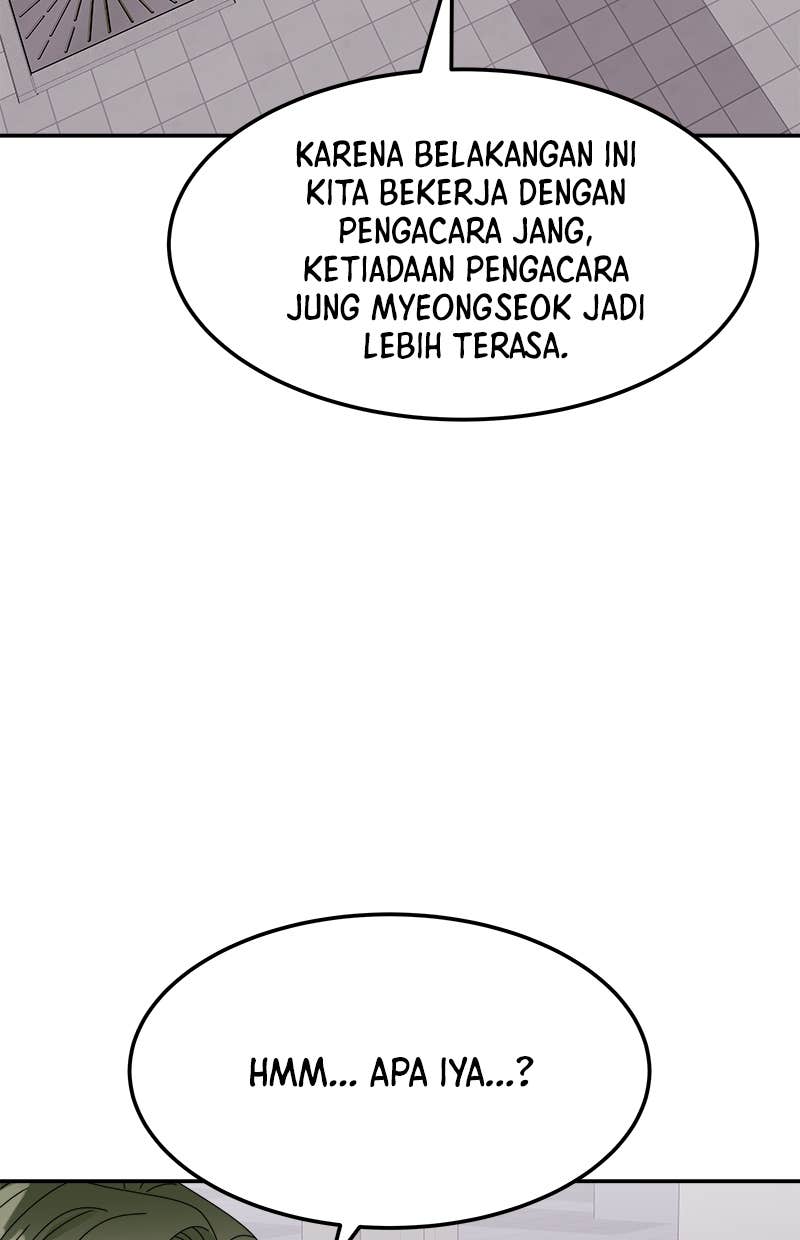 KARENA BELAKANGAN INI
KITA BEKERJA DENGAN
PENGACARA JANG,
KETIADAAN PENGACARA
JUNG MYEONGSEOK JADI
LEBIH TERASA.
HMM... APA IYA...?